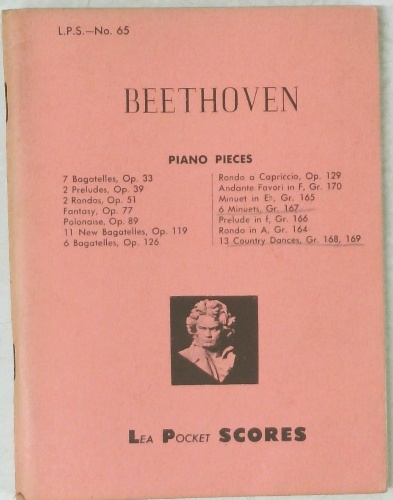 L.P.S.—No. 65
BEETHOVEN
PIANO PIECES
7 Bagatelles, Op. 33
2 Preludes, Op. 39
2 Rondos, Op. 51
Fantasy, Op. 77
Polonaise, Op. 89
11 New Bagatelles, Op. 119
6 Bagatelles, Op. 126
Rondo a Capriccio, Op. 129
Andante Favori in F, Gr. 170
Minuet in E♭, Gr. 165
6 Minuets, Gr. 167
Prelude in f, Gr. 166
Rondo in A, Gr. 164
13 Country Dances, Gr. 168, 169
LEA POCKET SCORES